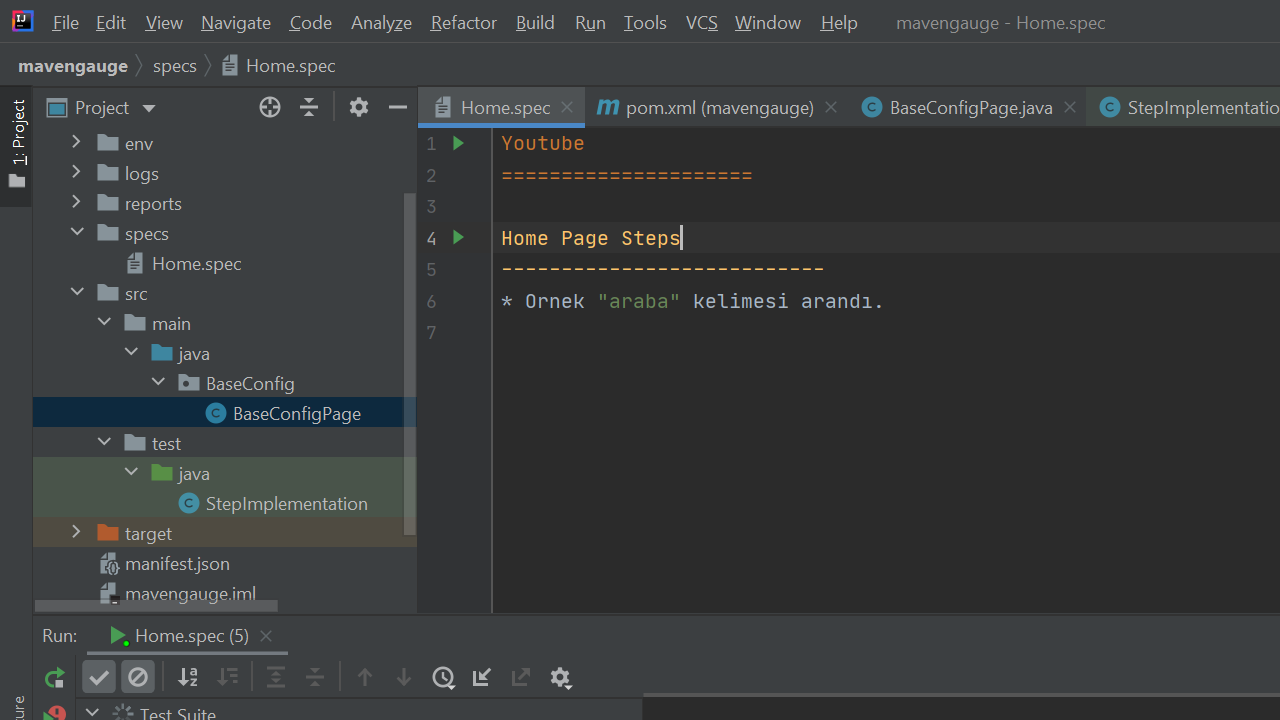 File Edit View Navigate Code Analyze Refactor Build Run Tools VCS Window Help mavengauge - Home.spec
mavengauge specs Home.spec
1: Project
Project
Home.spec pom.xml (mavengauge) BaseConfigPage.java StepImplementatio
env
logs
reports
specs
Home.spec
src
main
java
BaseConfig
BaseConfigPage
test
java
StepImplementation
target
manifest.json
mavengauge.iml
1 Youtube
2 =====================
3
4 Home Page Steps
5 ---------------------------
6 * Ornek "araba" kelimesi arandı.
7
Run: Home.spec (5)
Test Suite